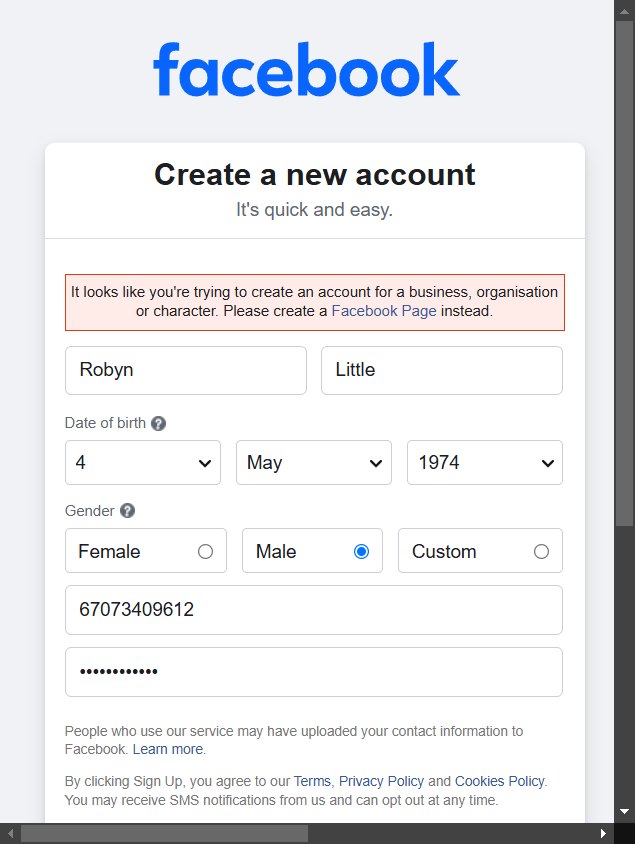 facebook
Create a new account
It's quick and easy.
It looks like you're trying to create an account for a business, organisation
or character. Please create a Facebook Page instead.
Robyn Little
Date of birth ?
4 May 1974
Gender ?
Female Male Custom
67073409612
••••••••••••
People who use our service may have uploaded your contact information to
Facebook. Learn more.
By clicking Sign Up, you agree to our Terms, Privacy Policy and Cookies Policy.
You may receive SMS notifications from us and can opt out at any time.